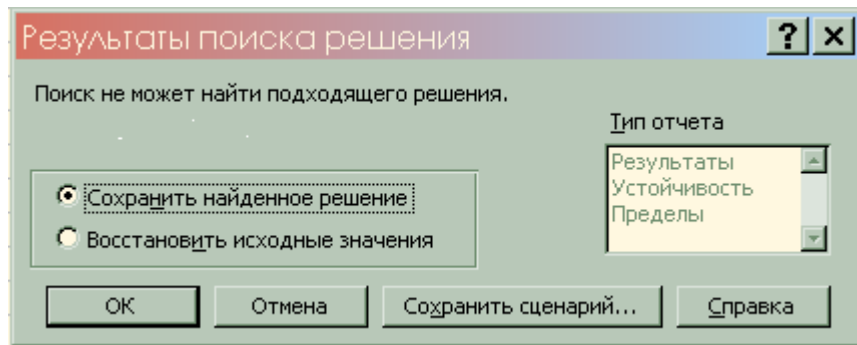 Результаты поиска решения
Поиск не может найти подходящего решения.
Тип отчета
Результаты
Устойчивость
Пределы
Сохранить найденное решение
Восстановить исходные значения
ОК
Отмена
Сохранить сценарий...
Справка